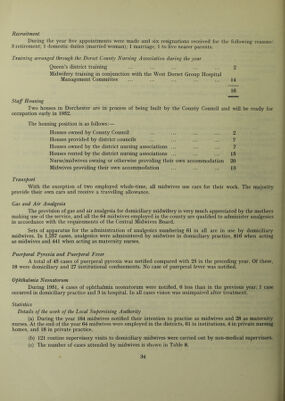 Recruitment
During the year five appointments were made and six resignations received for the following reasons:
3 retirement; 1 domestic duties (married woman); 1 marriage; 1 to live nearer parents.
Training arranged through the Dorset County Nursing Association during the year
Queen's district training ... 2
Midwifery training in conjunction with the West Dorset Group Hospital
Management Committee ... 14
16
Staff Housing
Two houses in Dorchester are in process of being built by the County Council and will be ready for
occupation early in 1952.
The housing position is as follows:—
Houses owned by County Council ... 2
Houses provided by district councils ... 7
Houses owned by the district nursing associations ... 7
Houses rented by the district nursing associations ... 15
Nurse/midwives owning or otherwise providing their own accommodation 20
Midwives providing their own accommodation ... 13
Transport
With the exception of two employed whole-time, all midwives use cars for their work. The majority
provide their own cars and receive a travelling allowance.
Gas and Air Analgesia
The provision of gas and air analgesia for domiciliary midwifery is very much appreciated by the mothers
making use of the service, and all the 64 midwives employed in the county are qualified to administer analgesics
in accordance with the requirements of the Central Midwives Board.
Sets of apparatus for the administration of analgesics numbering 61 in all are in use by domiciliary
midwives. In 1,257 cases, analgesics were administered by midwives in domiciliary practice, 816 when acting
as midwives and 441 when acting as maternity nurses.
Puerperal Pyrexia and Puerperal Fever
A total of 45 cases of puerperal pyrexia was notified compared with 25 in the preceding year. Of these,
18 were domiciliary and 27 institutional confinements. No case of puerperal fever was notified.
Ophthalmia Neonatorum
During 1951, 4 cases of ophthalmia neonatorum were notified, 6 less than in the previous year. 1 case
occurred in domiciliary practice and 3 in hospital. In all cases vision was unimpaired after treatment.
Statistics
Details of the work of the Local Supervising Authority
(a) During the year 164 midwives notified their intention to practise as midwives and 28 as maternity
nurses. At the end of the year 64 midwives were employed in the districts, 61 in institutions, 4 in private nursing
homes, and 18 in private practice.
(b) 121 routine supervisory visits to domiciliary midwives were carried out by non-medical supervisors.
(c) The number of cases attended by midwives is shown in Table 8.
34